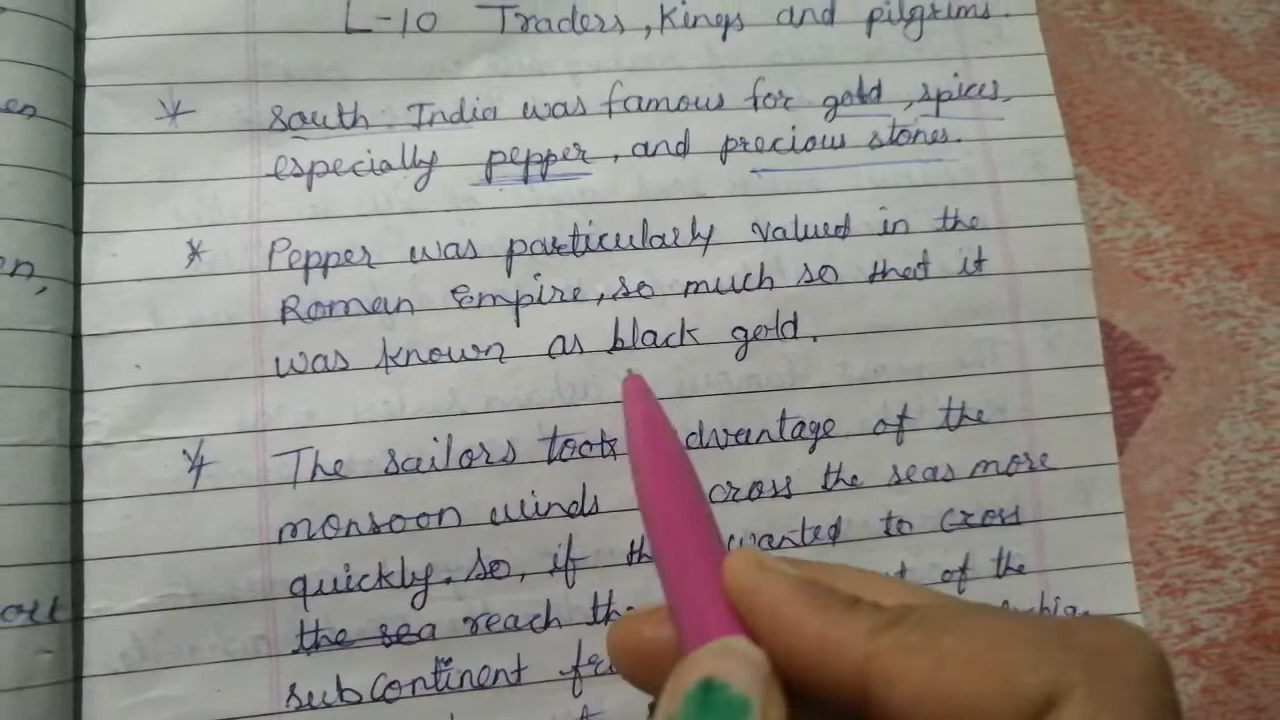 L-10 Traders, Kings and pilgrims.
* South India was famous for gold, spices,
especially pepper, and precious stones.
* Pepper was particularly valued in the
Roman Empire, so much so that it
was known as black gold.
* The sailors took advantage of the
monsoon winds cross the seas more
quickly. So, if wanted to cross
the sea reach of the
subcontinent